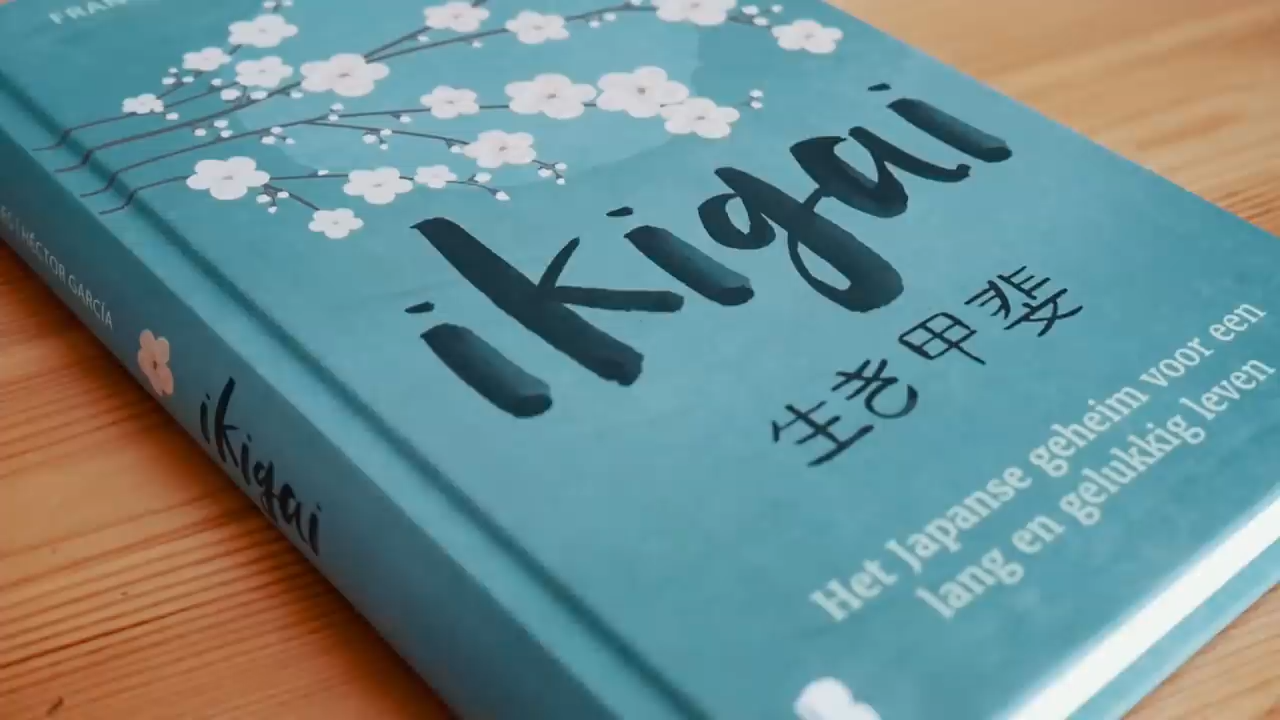 ikigai
生き甲斐
Het Japanse geheim voor een
lang en gelukkig leven
HÉCTOR GARCÍA
ikigai